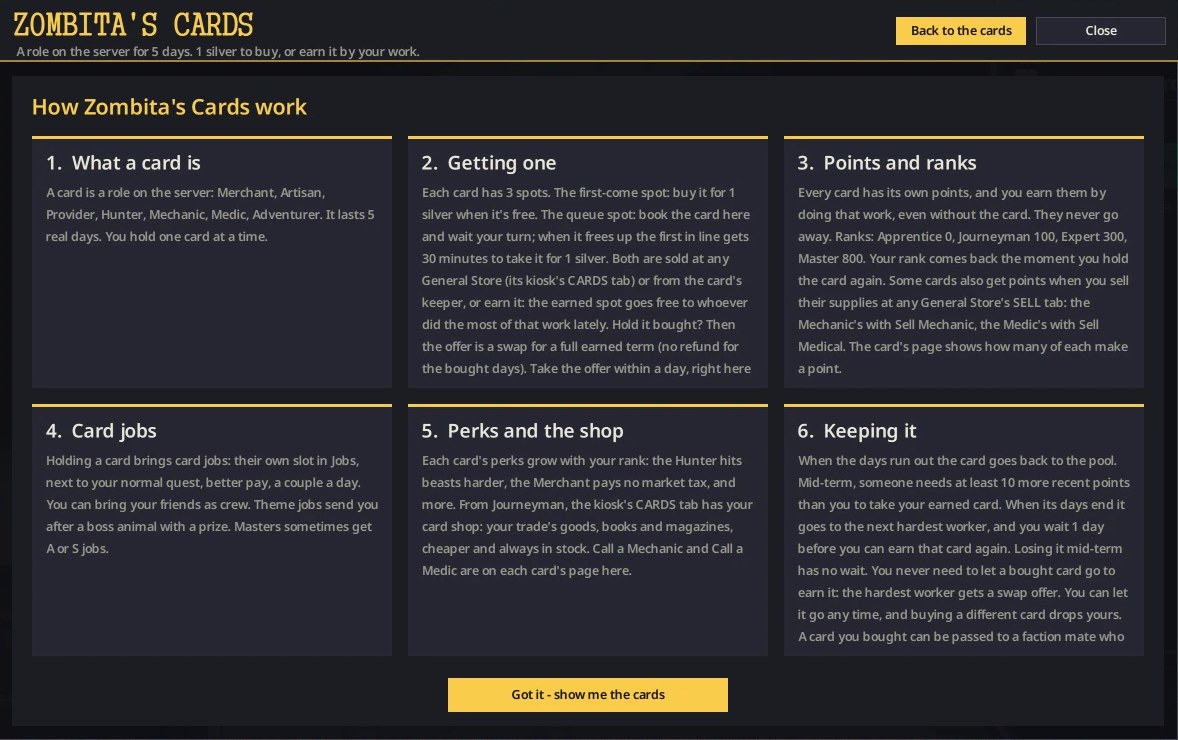 ZOMBITA'S CARDS
A role on the server for 5 days. 1 silver to buy, or earn it by your work.
Back to the cards
Close
How Zombita's Cards work
1. What a card is
A card is a role on the server: Merchant, Artisan,
Provider, Hunter, Mechanic, Medic, Adventurer. It lasts 5
real days. You hold one card at a time.
2. Getting one
Each card has 3 spots. The first-come spot: buy it for 1
silver when it's free. The queue spot: book the card here
and wait your turn; when it frees up the first in line gets
30 minutes to take it for 1 silver. Both are sold at any
General Store (its kiosk's CARDS tab) or from the card's
keeper, or earn it: the earned spot goes free to whoever
did the most of that work lately. Hold it bought? Then
the offer is a swap for a full earned term (no refund for
the bought days). Take the offer within a day, right here
3. Points and ranks
Every card has its own points, and you earn them by
doing that work, even without the card. They never go
away. Ranks: Apprentice 0, Journeyman 100, Expert 300,
Master 800. Your rank comes back the moment you hold
the card again. Some cards also get points when you sell
their supplies at any General Store's SELL tab: the
Mechanic's with Sell Mechanic, the Medic's with Sell
Medical. The card's page shows how many of each make
a point.
4. Card jobs
Holding a card brings card jobs: their own slot in Jobs,
next to your normal quest, better pay, a couple a day.
You can bring your friends as crew. Theme jobs send you
after a boss animal with a prize. Masters sometimes get
A or S jobs.
5. Perks and the shop
Each card's perks grow with your rank: the Hunter hits
beasts harder, the Merchant pays no market tax, and
more. From Journeyman, the kiosk's CARDS tab has your
card shop: your trade's goods, books and magazines,
cheaper and always in stock. Call a Mechanic and Call a
Medic are on each card's page here.
6. Keeping it
When the days run out the card goes back to the pool.
Mid-term, someone needs at least 10 more recent points
than you to take your earned card. When its days end it
goes to the next hardest worker, and you wait 1 day
before you can earn that card again. Losing it mid-term
has no wait. You never need to let a bought card go to
earn it: the hardest worker gets a swap offer. You can let
it go any time, and buying a different card drops yours.
A card you bought can be passed to a faction mate who
Got it - show me the cards